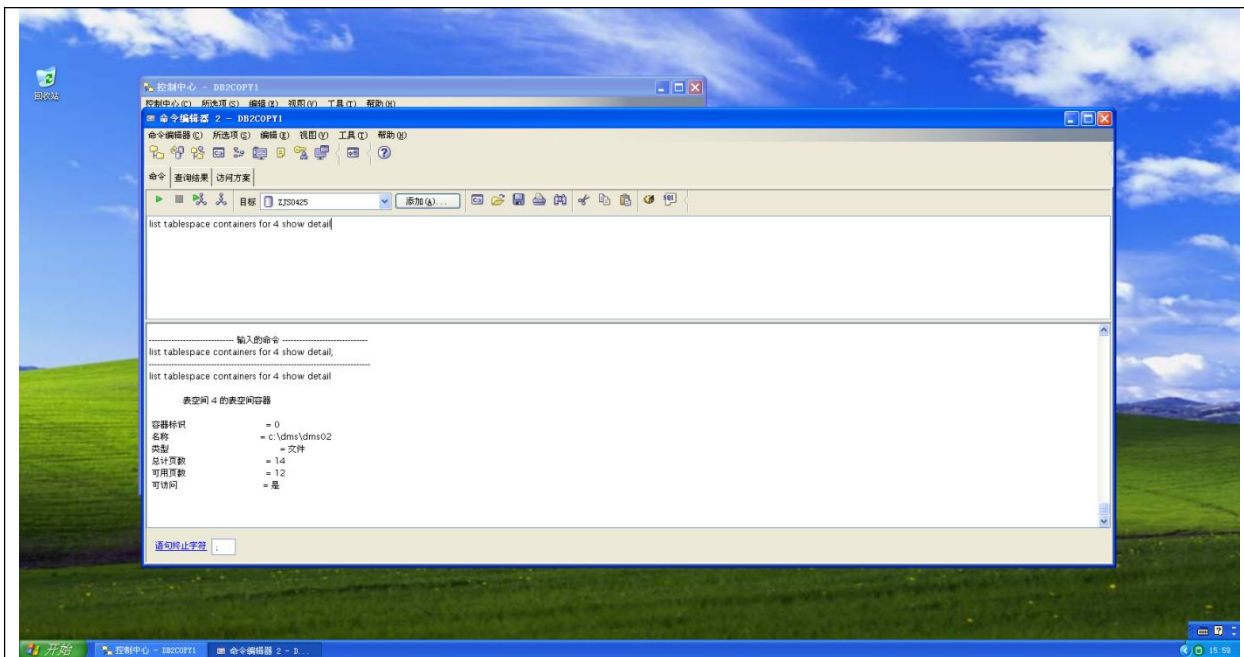 回收站
控制中心 - DB2COPY1
控制中心(C) 所选项(S) 编辑(E) 视图(V) 工具(T) 帮助(H)
命令编辑器 2 - DB2COPY1
命令编辑器(C) 所选项(S) 编辑(E) 视图(V) 工具(T) 帮助(H)
命令 查询结果 访问方案
目标 ZJS0425 添加(A)...
list tablespace containers for 4 show detail
------------------------------ 输入的命令 ------------------------------
list tablespace containers for 4 show detail;
------------------------------------------------------------------------------
list tablespace containers for 4 show detail
表空间 4 的表空间容器
容器标识 = 0
名称 = c:\dms\dms02
类型 = 文件
总计页数 = 14
可用页数 = 12
可访问 = 是
语句终止字符 ;
开始 控制中心 - DB2COPY1 命令编辑器 2 - D... 15:59